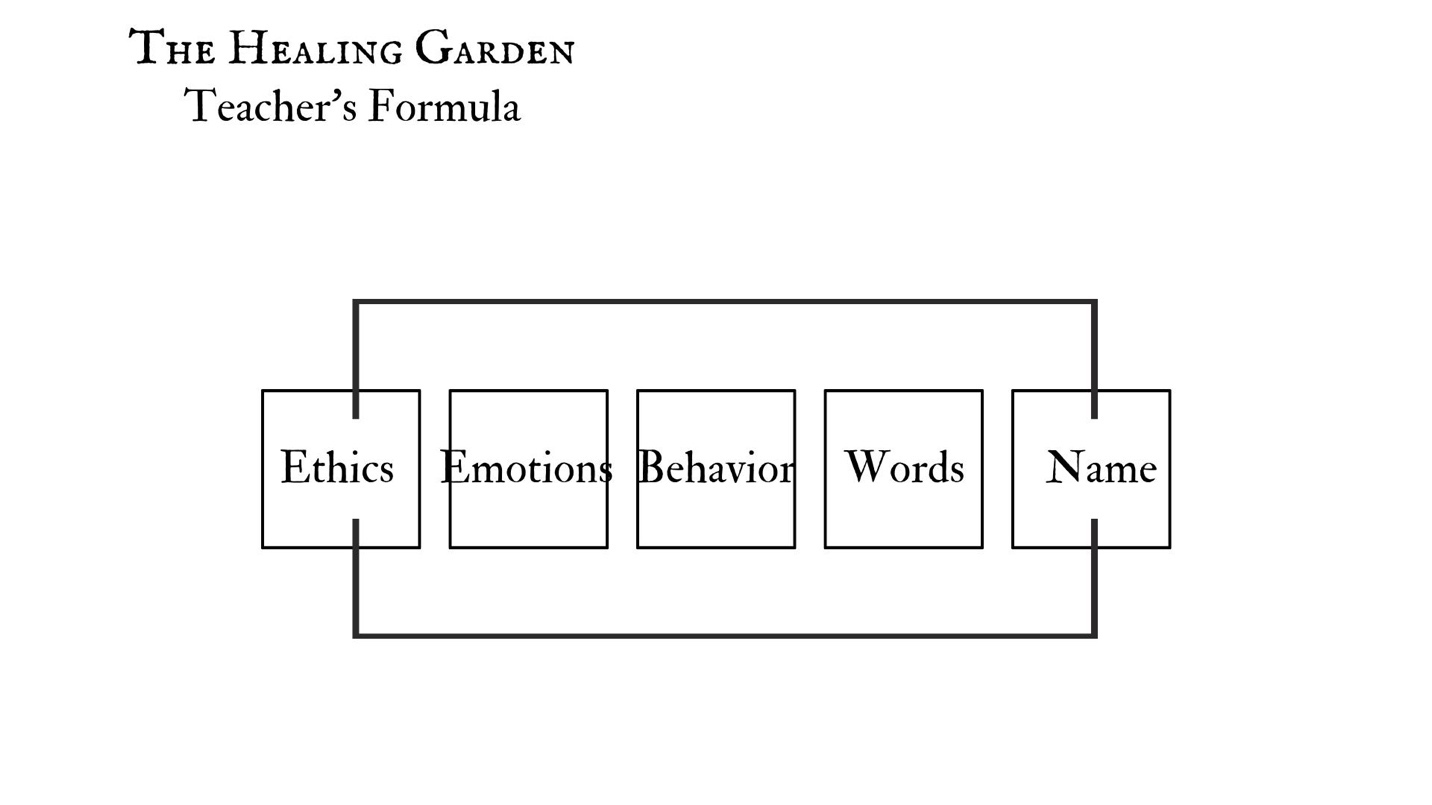 The Healing Garden
Teacher’s Formula
Ethics Emotions Behavior Words Name